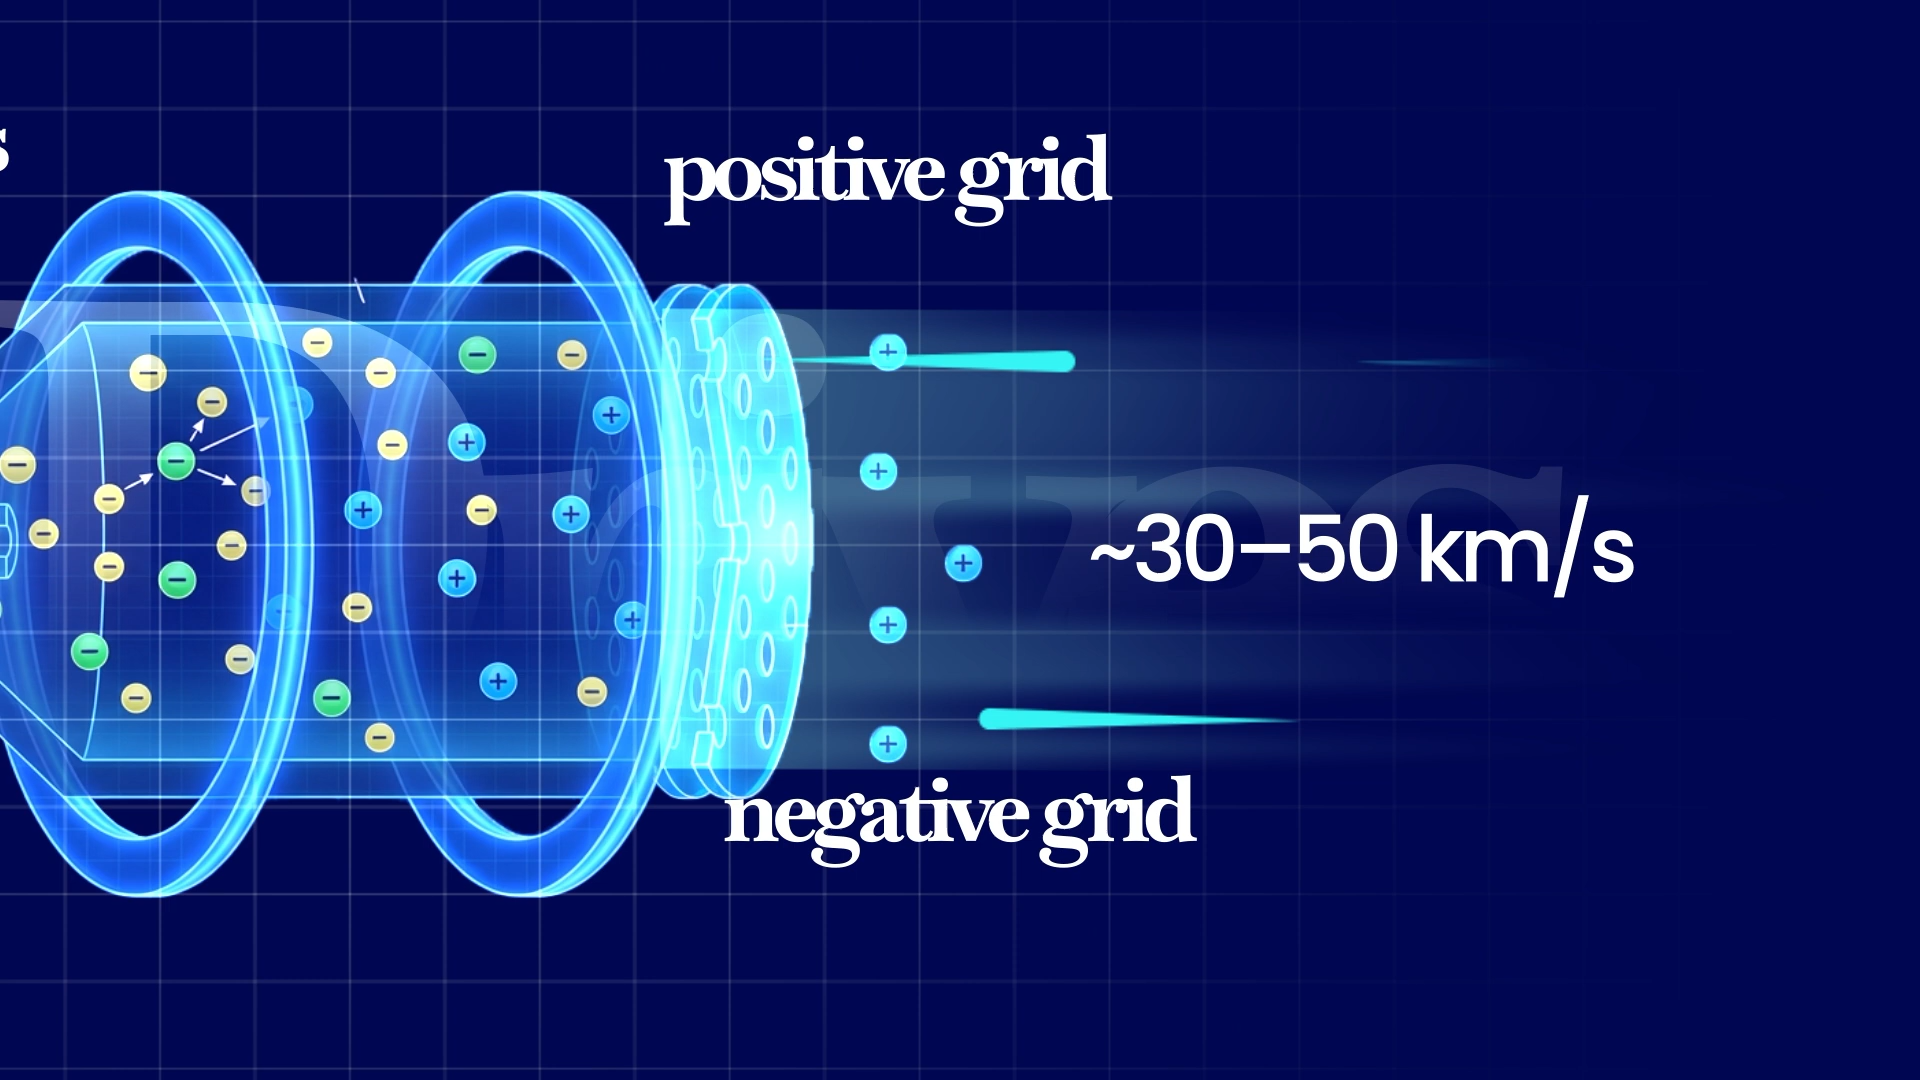 s
positive grid
~30–50 km/s
negative grid